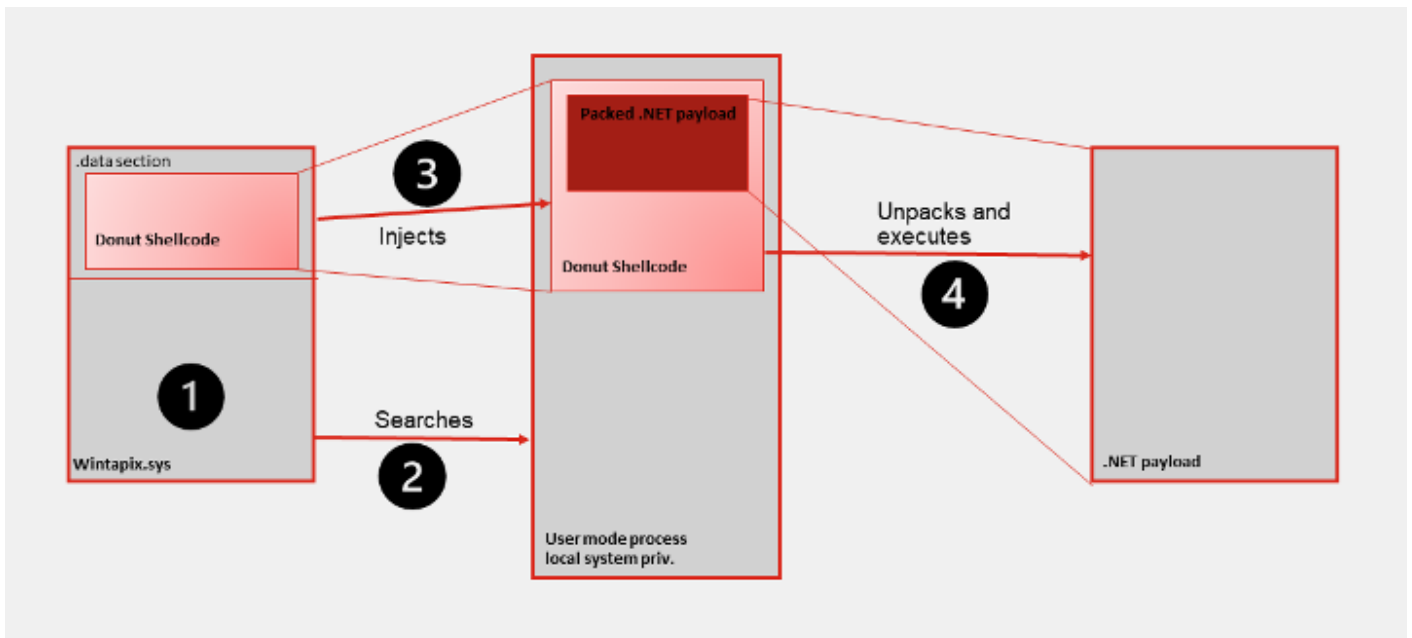 .data section
Donut Shellcode
1
Wintapix.sys
3
Injects
Searches
2
Packed .NET payload
Donut Shellcode
User mode process
local system priv.
Unpacks and
executes
4
.NET payload